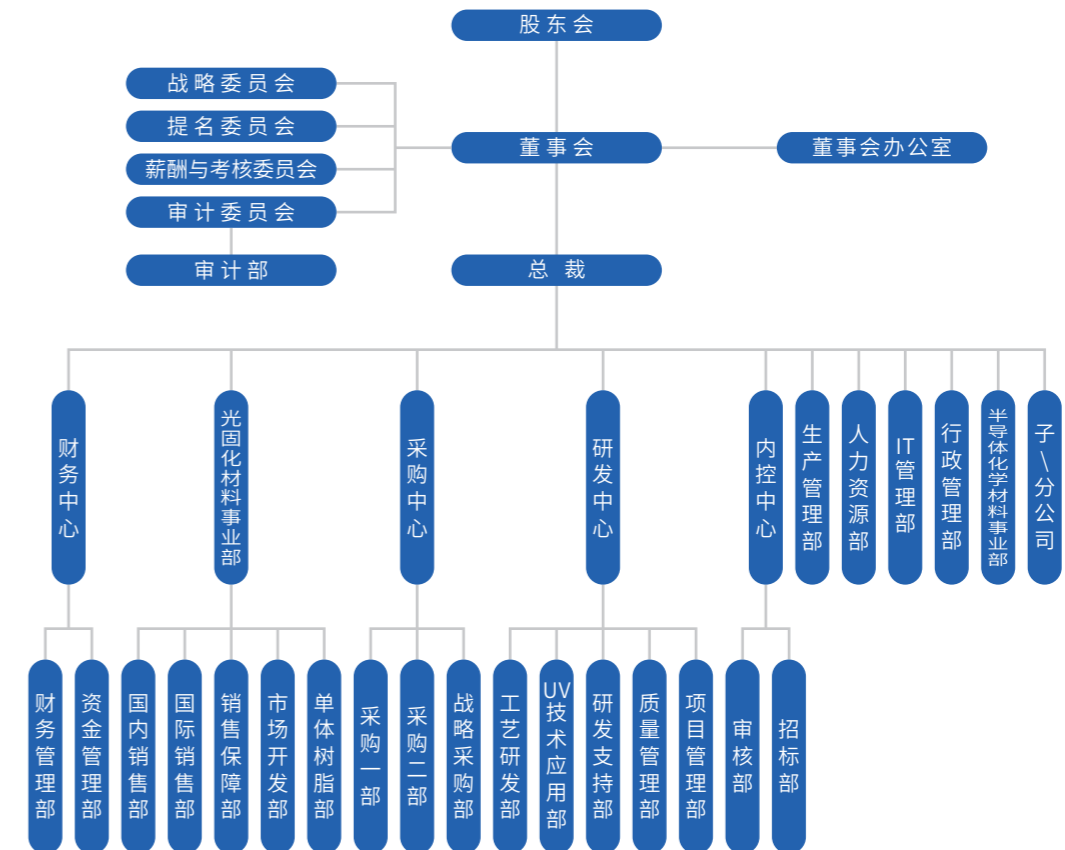 股东会
战略委员会
提名委员会
董事会
董事会办公室
薪酬与考核委员会
审计委员会
审计部
总裁
财务中心
光固化材料事业部
采购中心
研发中心
内控中心
生产管理部
人力资源部
IT管理部
行政管理部
半导体化学材料事业部
子\分公司
财务管理部
资金管理部
国内销售部
国际销售部
销售保障部
市场开发部
单体树脂部
采购一部
采购二部
战略采购部
工艺研发部
UV技术应用部
研发支持部
质量管理部
项目管理部
审核部
招标部